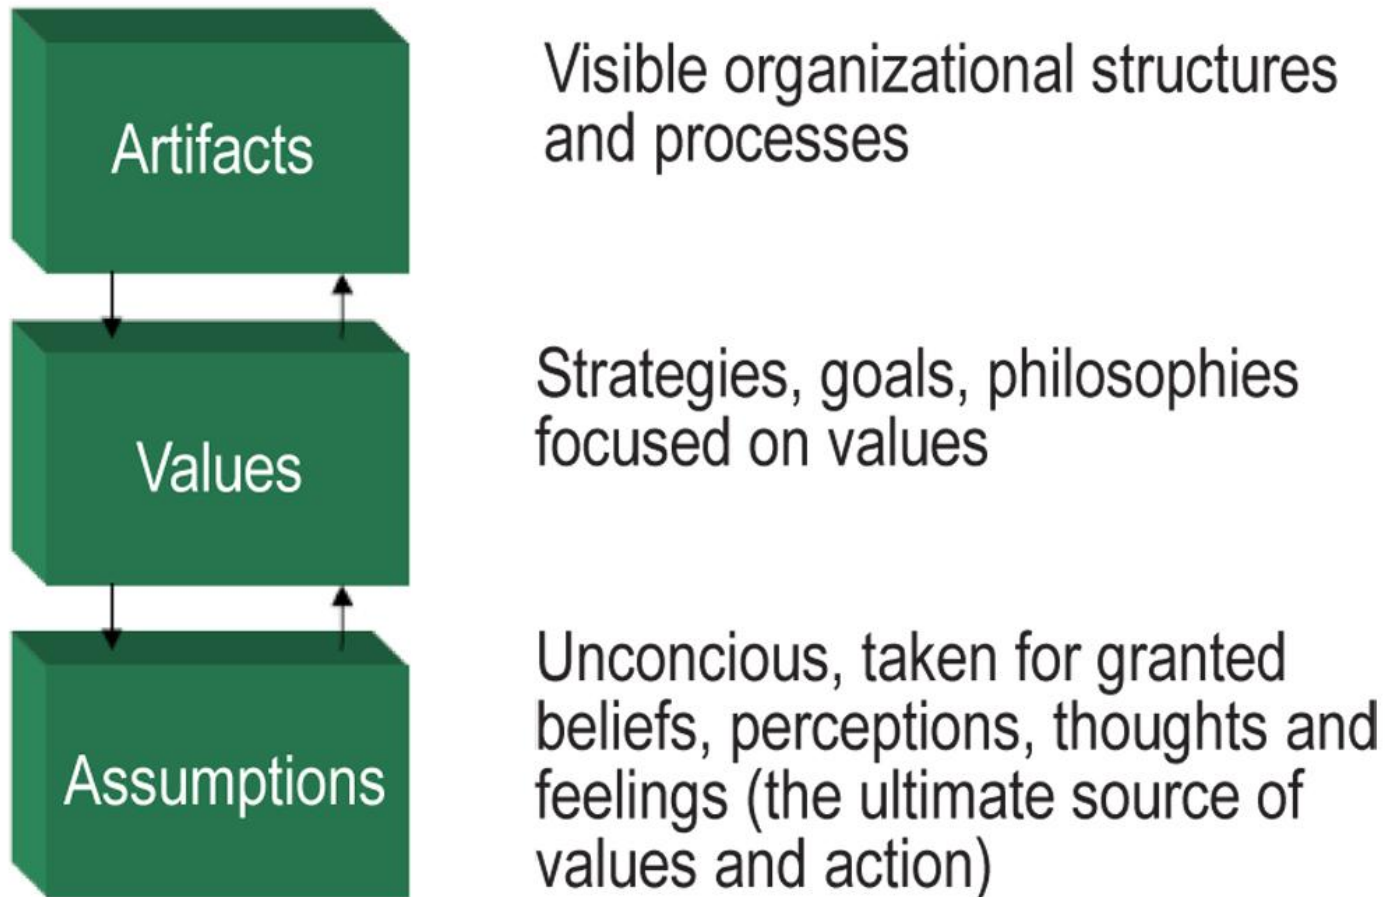 Artifacts
Visible organizational structures
and processes
Values
Strategies, goals, philosophies
focused on values
Assumptions
Unconcious, taken for granted
beliefs, perceptions, thoughts and
feelings (the ultimate source of
values and action)